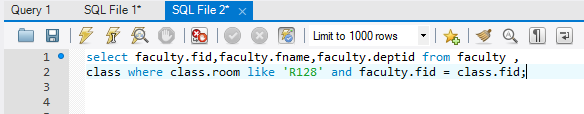 Query 1 SQL File 1* SQL File 2* ×
Limit to 1000 rows
1 select faculty.fid,faculty.fname,faculty.deptid from faculty ,
2 class where class.room like 'R128' and faculty.fid = class.fid;
3
4
5